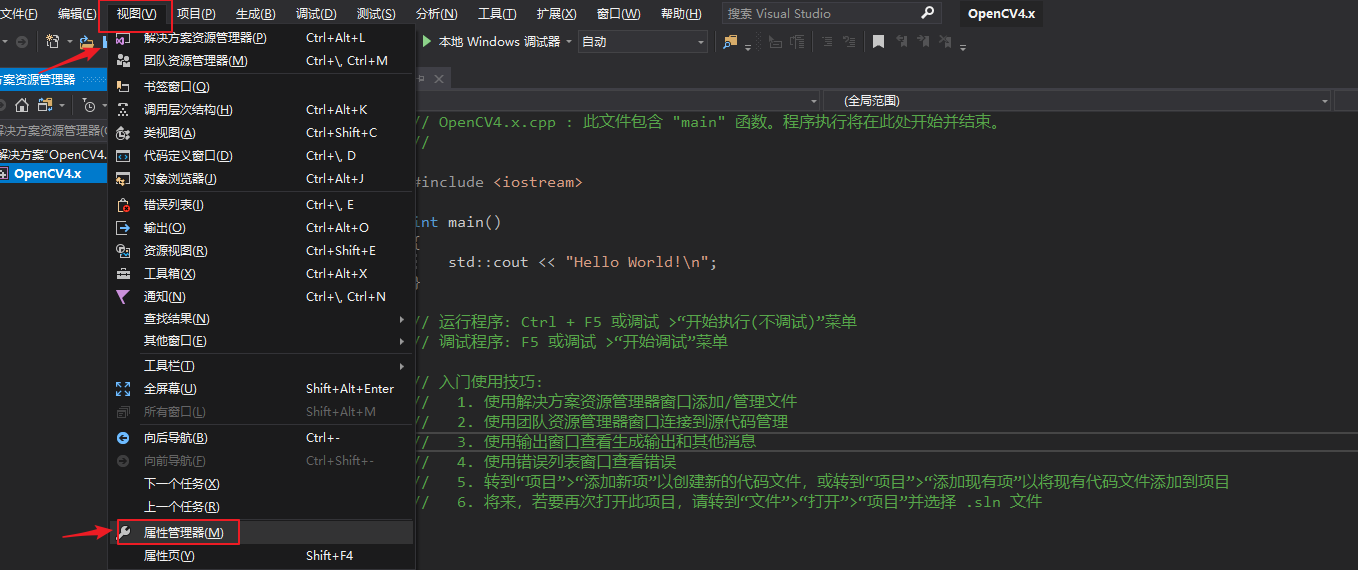 文件(F) 编辑(E) 视图(V) 项目(P) 生成(B) 调试(D) 测试(S) 分析(N) 工具(T) 扩展(X) 窗口(W) 帮助(H) 搜索 Visual Studio OpenCV4.x
本地 Windows 调试器 自动
方案资源管理器
解决方案资源管理器(
解决方案"OpenCV4.
OpenCV4.x
解决方案资源管理器(P) Ctrl+Alt+L
团队资源管理器(M) Ctrl+\, Ctrl+M
书签窗口(O)
调用层次结构(H) Ctrl+Alt+K
类视图(A) Ctrl+Shift+C
代码定义窗口(D) Ctrl+\, D
对象浏览器(J) Ctrl+Alt+J
错误列表(I) Ctrl+\, E
输出(O) Ctrl+Alt+O
资源视图(R) Ctrl+Shift+E
工具箱(X) Ctrl+Alt+X
通知(N) Ctrl+\, Ctrl+N
查找结果(N)
其他窗口(E)
工具栏(T)
全屏幕(U) Shift+Alt+Enter
所有窗口(L) Shift+Alt+M
向后导航(B) Ctrl+-
向前导航(F) Ctrl+Shift+-
下一个任务(X)
上一个任务(R)
属性管理器(M)
属性页(Y) Shift+F4
(全局范围)
// OpenCV4.x.cpp : 此文件包含 "main" 函数。程序执行将在此处开始并结束。
//
#include <iostream>
int main()
{
std::cout << "Hello World!\n";
}
// 运行程序: Ctrl + F5 或调试 >“开始执行(不调试)”菜单
// 调试程序: F5 或调试 >“开始调试”菜单
// 入门使用技巧:
// 1. 使用解决方案资源管理器窗口添加/管理文件
// 2. 使用团队资源管理器窗口连接到源代码管理
// 3. 使用输出窗口查看生成输出和其他消息
// 4. 使用错误列表窗口查看错误
// 5. 转到“项目”>“添加新项”以创建新的代码文件，或转到“项目”>“添加现有项”以将现有代码文件添加到项目
// 6. 将来，若要再次打开此项目，请转到“文件”>“打开”>“项目”并选择 .sln 文件